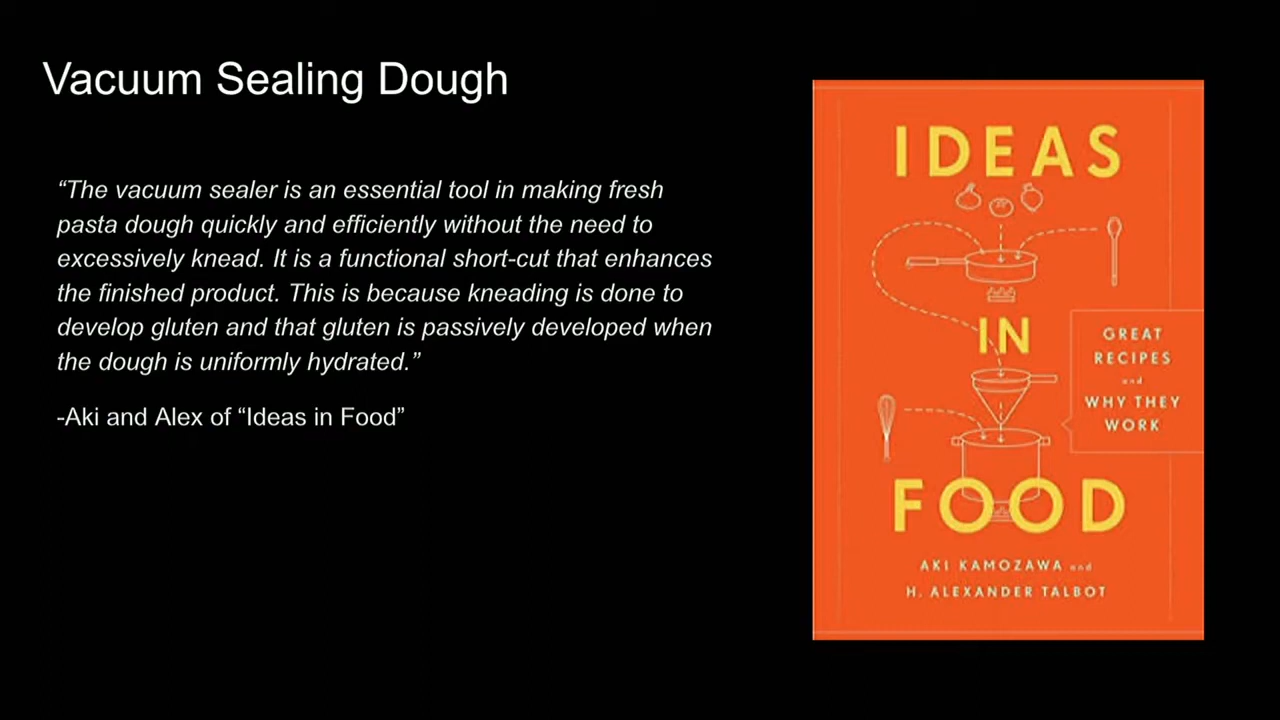 Vacuum Sealing Dough
“The vacuum sealer is an essential tool in making fresh
pasta dough quickly and efficiently without the need to
excessively knead. It is a functional short-cut that enhances
the finished product. This is because kneading is done to
develop gluten and that gluten is passively developed when
the dough is uniformly hydrated.”
-Aki and Alex of “Ideas in Food”
IDEAS
IN
FOOD
GREAT
RECIPES
and
WHY THEY
WORK
AKI KAMOZAWA and
H. ALEXANDER TALBOT